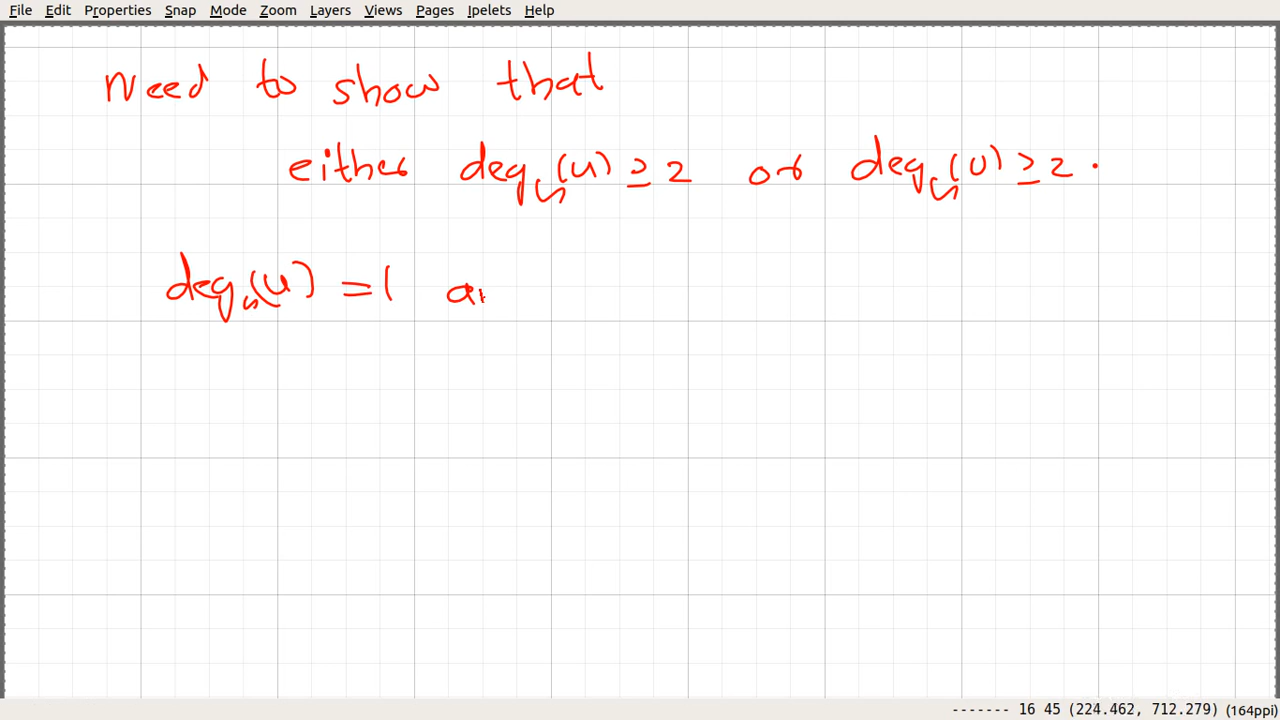 File Edit Properties Snap Mode Zoom Layers Views Pages Ipelets Help
Need to show that
either deg_G(u) ≥ 2 or deg_G(v) ≥ 2.
deg_G(u) = 1 a
------- 16 45 (224.462, 712.279) (164ppi)